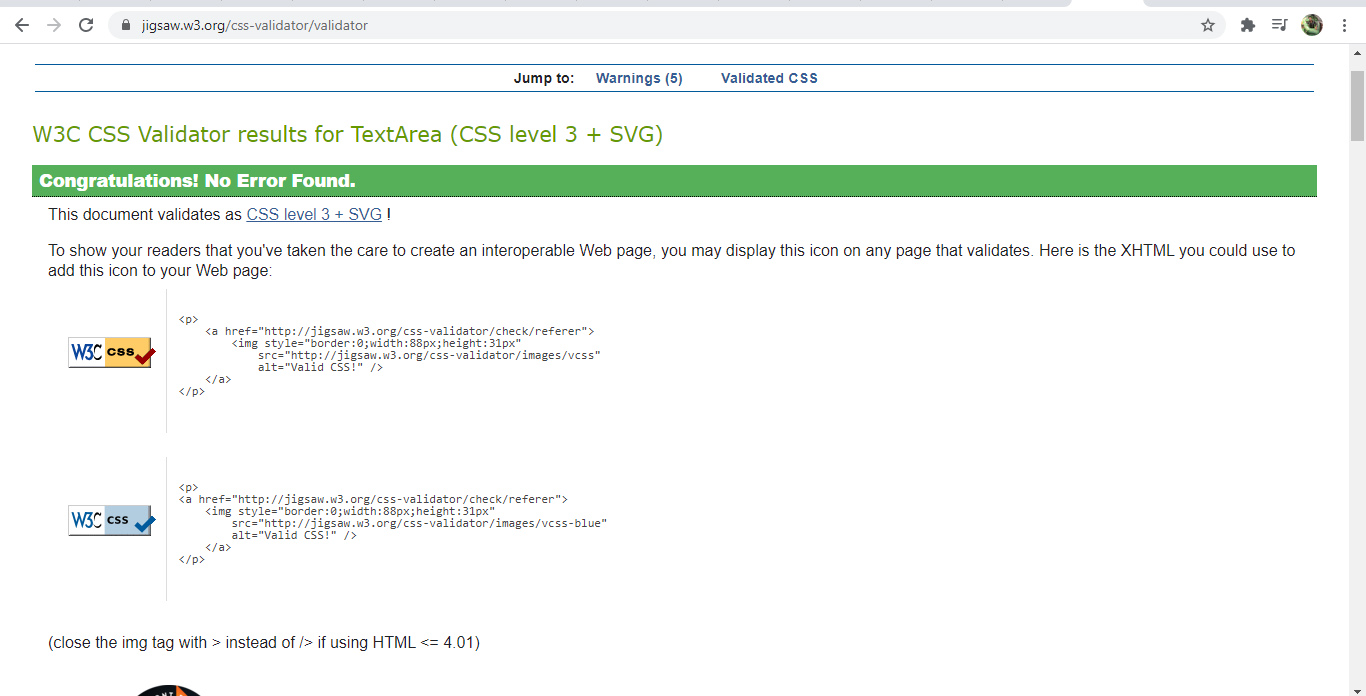 jigsaw.w3.org/css-validator/validator
Jump to: Warnings (5) Validated CSS
W3C CSS Validator results for TextArea (CSS level 3 + SVG)
Congratulations! No Error Found.
This document validates as CSS level 3 + SVG !
To show your readers that you've taken the care to create an interoperable Web page, you may display this icon on any page that validates. Here is the XHTML you could use to
add this icon to your Web page:
<p>
    <a href="http://jigsaw.w3.org/css-validator/check/referer">
        <img style="border:0;width:88px;height:31px"
            src="http://jigsaw.w3.org/css-validator/images/vcss"
            alt="Valid CSS!" />
    </a>
</p>
W3C css
<p>
<a href="http://jigsaw.w3.org/css-validator/check/referer">
    <img style="border:0;width:88px;height:31px"
        src="http://jigsaw.w3.org/css-validator/images/vcss-blue"
        alt="Valid CSS!" />
    </a>
</p>
W3C css
(close the img tag with > instead of /> if using HTML <= 4.01)